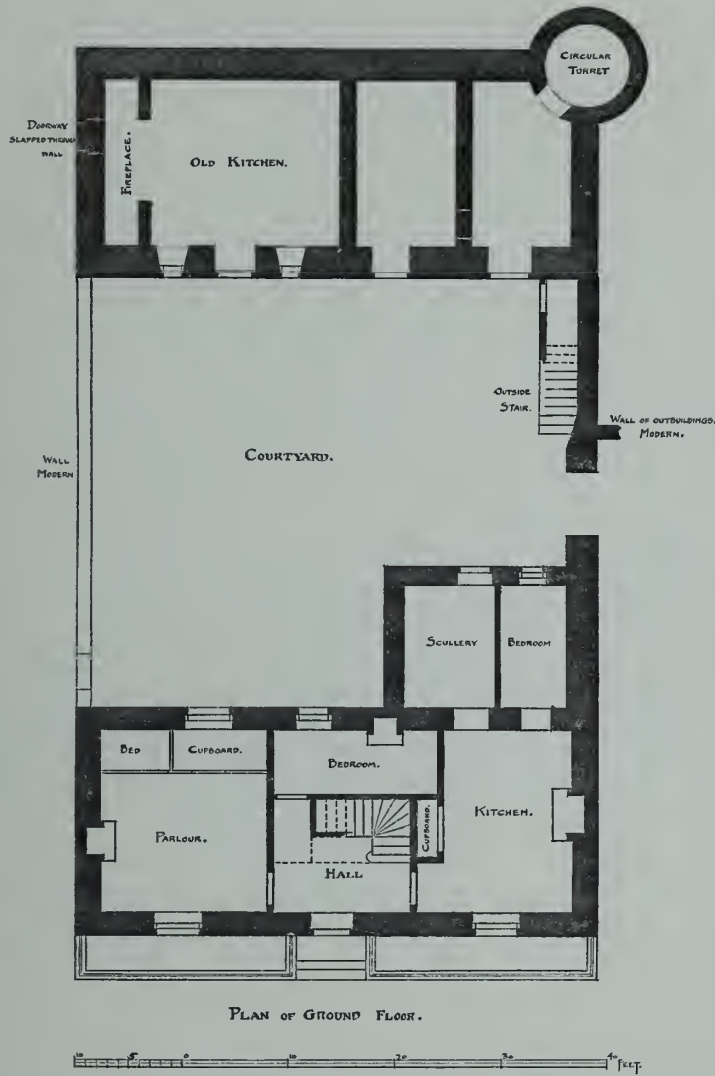 CIRCULAR
TURRET
DOORWAY
SLAPPED THROUGH
WALL
FIREPLACE.
OLD KITCHEN.
OUTSIDE
STAIR.
WALL OF OUTBUILDINGS.
MODERN.
COURTYARD.
WALL
MODERN
SCULLERY
BEDROOM
BED
CUPBOARD.
BEDROOM.
PARLOUR.
CUPBOARD.
KITCHEN.
HALL
PLAN OF GROUND FLOOR.
10 5 0 10 20 30 40 FEET.